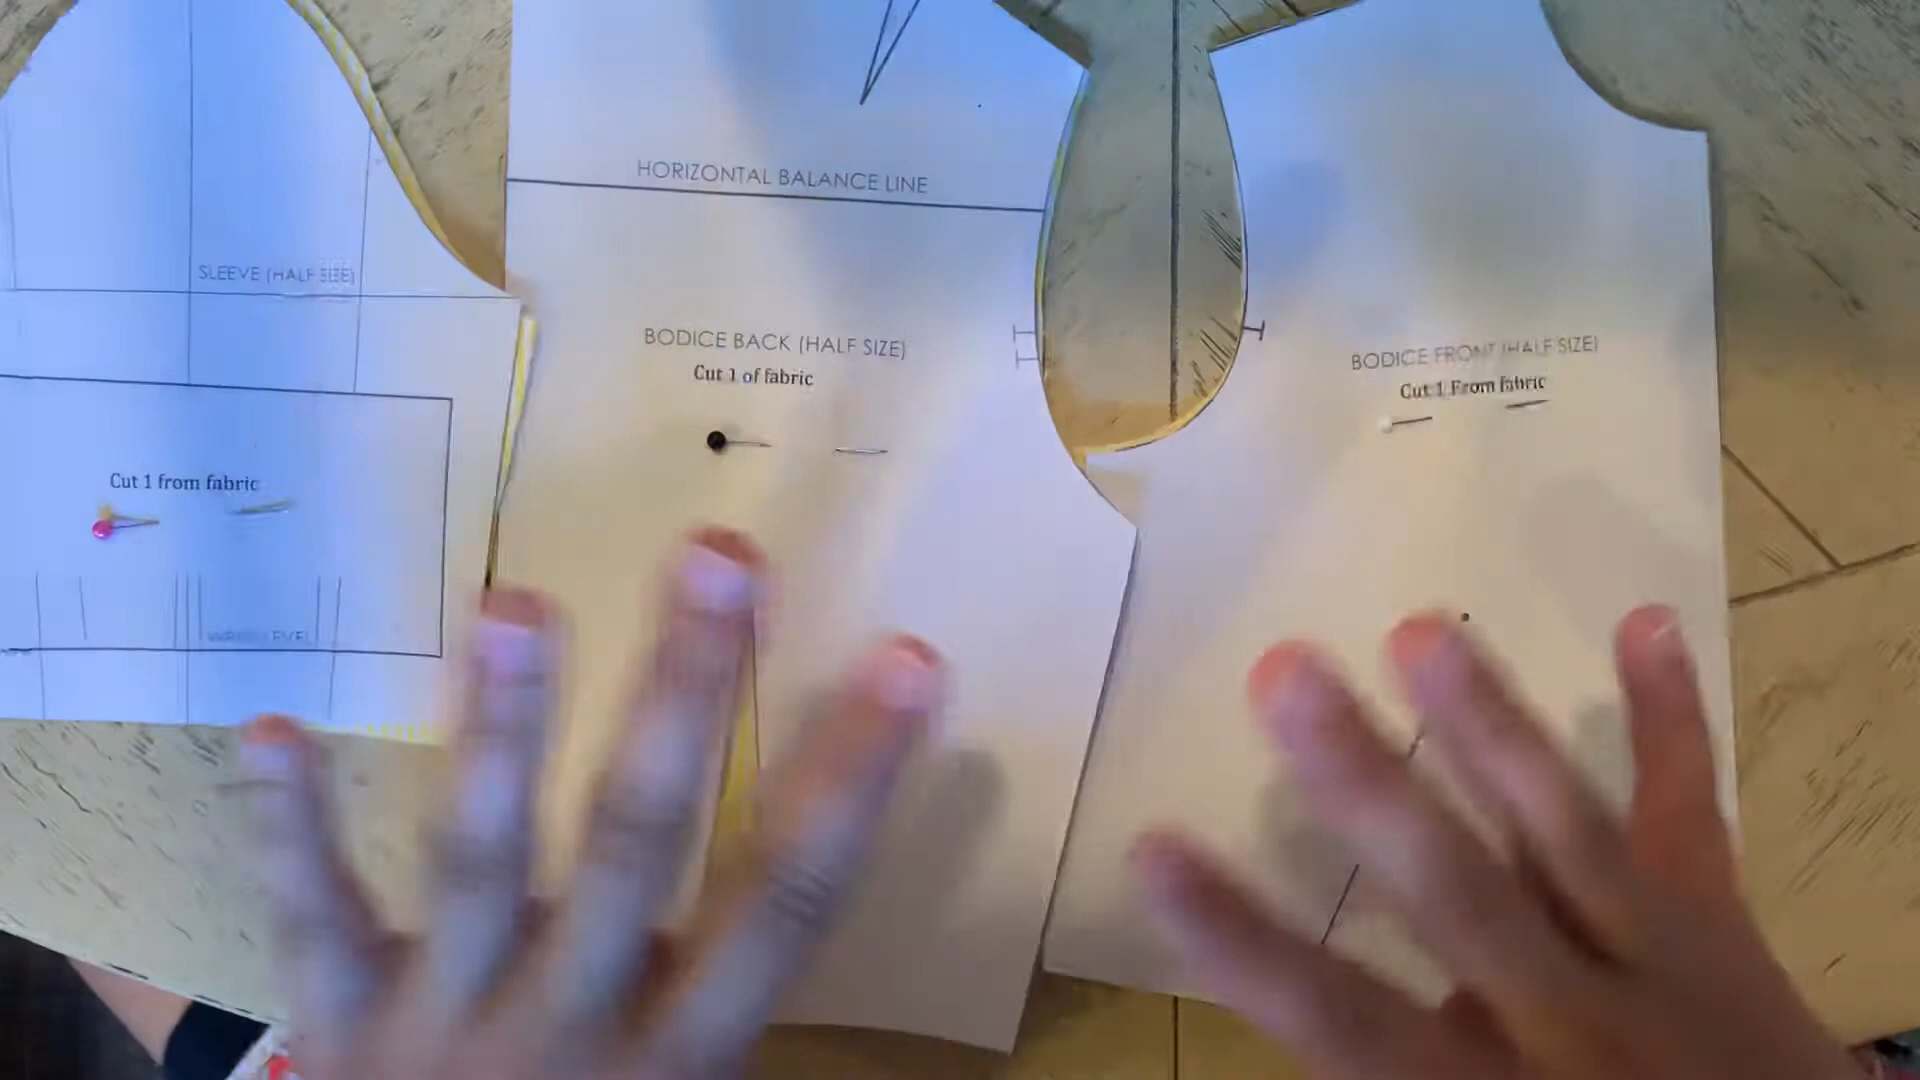 HORIZONTAL BALANCE LINE
SLEEVE (HALF SIZE)
BODICE BACK (HALF SIZE)
Cut 1 of fabric
BODICE FRONT (HALF SIZE)
Cut 1 From fabric
Cut 1 from fabric
LEVEL